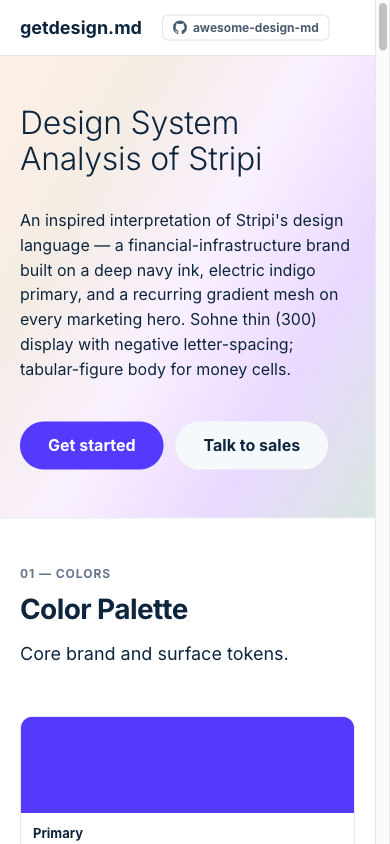 getdesign.md
awesome-design-md
Design System
Analysis of Stripi
An inspired interpretation of Stripi's design
language — a financial-infrastructure brand
built on a deep navy ink, electric indigo
primary, and a recurring gradient mesh on
every marketing hero. Sohne thin (300)
display with negative letter-spacing;
tabular-figure body for money cells.
Get started
Talk to sales
01 — COLORS
Color Palette
Core brand and surface tokens.
Primary